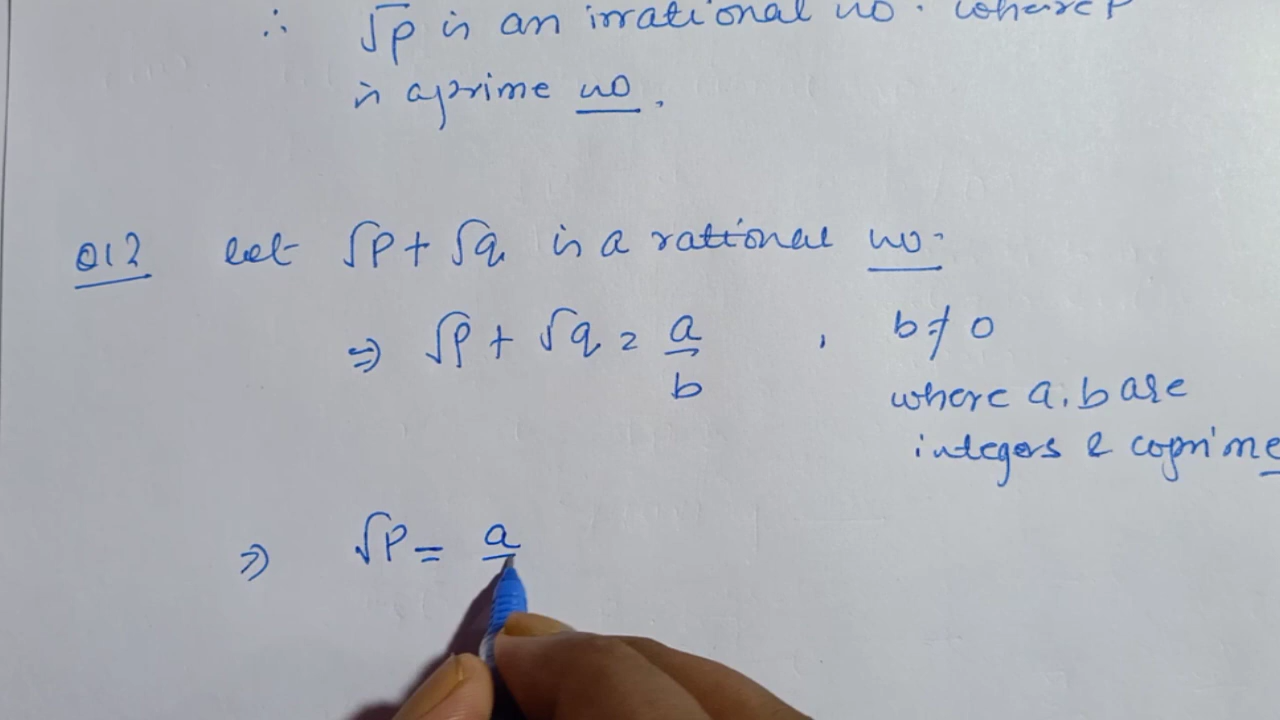 ∴ √p is an irrational no. where P
is a prime no.
Q12 let √p + √q is a rational no.
⇒ √p + √q = a/b , b ≠ 0
where a, b are
integers & coprime
⇒ √p = a